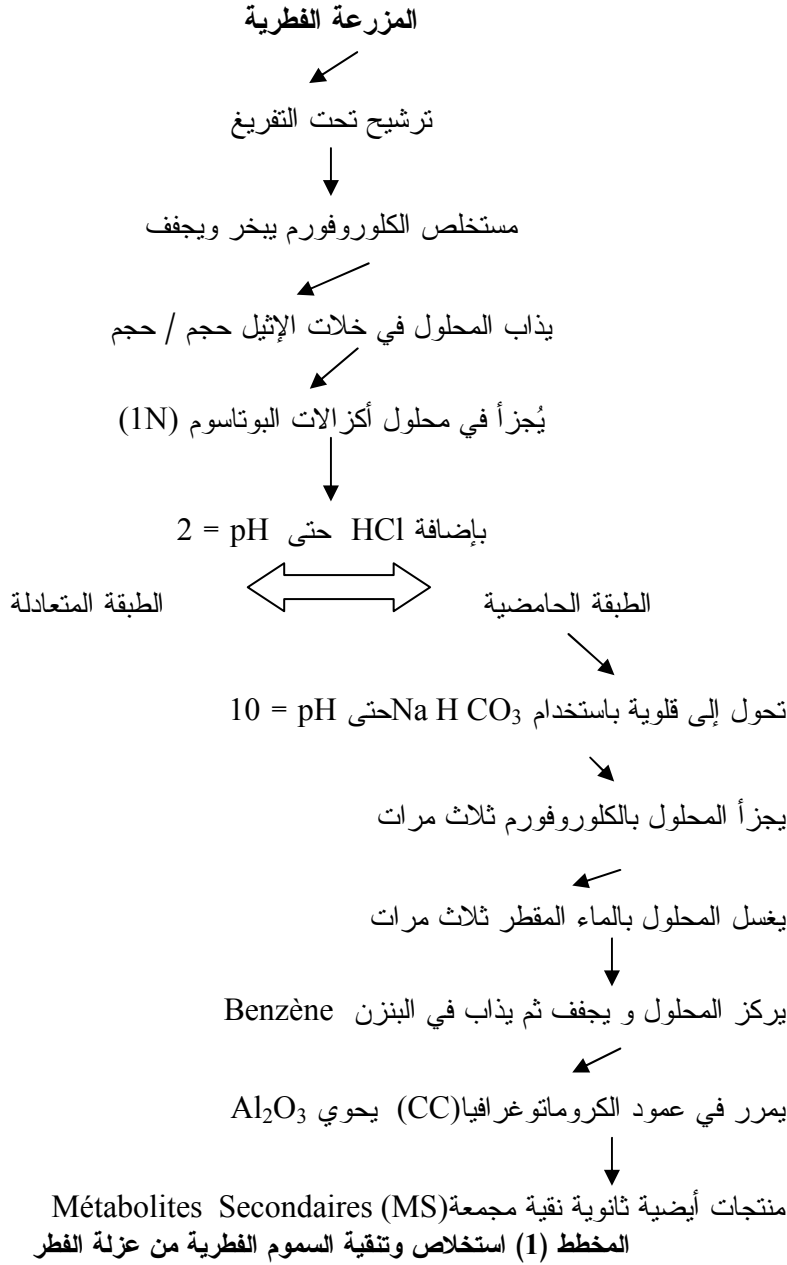 المزرعة الفطرية
ترشيح تحت التفريغ
مستخلص الكلوروفورم يبخر ويجفف
يذاب المحلول في خلات الإثيل حجم / حجم
يُجزأ في محلول أكزالات البوتاسوم (1N)
بإضافة HCl حتى pH = 2
الطبقة الحامضية
الطبقة المتعادلة
تحول إلى قلوية باستخدام Na H CO₃حتى pH = 10
يجزأ المحلول بالكلوروفورم ثلاث مرات
يغسل المحلول بالماء المقطر ثلاث مرات
يركز المحلول و يجفف ثم يذاب في البنزن Benzène
يمرر في عمود الكروماتوغرافيا(CC) يحوي Al₂O₃
منتجات أيضية ثانوية نقية مجمعة(MS) Métabolites Secondaires
المخطط (1) استخلاص وتنقية السموم الفطرية من عزلة الفطر